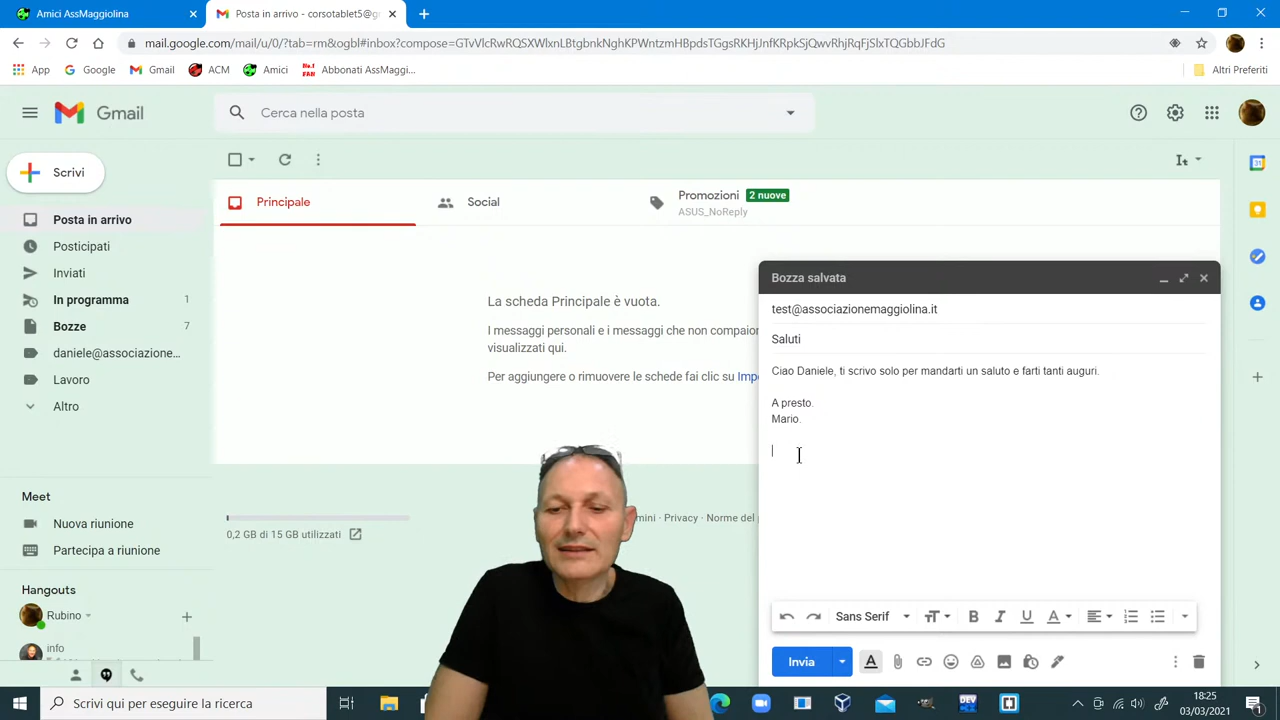 Amici AssMaggiolina
Posta in arrivo - corsotablet5@g
mail.google.com/mail/u/0/?tab=rm&ogbl#inbox?compose=GTvVlcRwRQSXWlxnLBtgbnkNghKPWntzmHBpdsTGgsRKHjJnfKRpkSjQwvRhjRqFjSlxTQGbbJFdG
App
Google
Gmail
ACM
Amici
Abbonati AssMaggi...
Altri Preferiti
Gmail
Cerca nella posta
Scrivi
Principale
Social
Promozioni 2 nuove
ASUS_NoReply
Posta in arrivo
Posticipati
Inviati
In programma 1
Bozze 7
daniele@associazione...
Lavoro
Altro
La scheda Principale è vuota.
I messaggi personali e i messaggi che non compaion
visualizzati qui.
Per aggiungere o rimuovere le schede fai clic su Impo
0,2 GB di 15 GB utilizzati
Privacy - Norme del
Meet
Nuova riunione
Partecipa a riunione
Hangouts
Rubino
info
Bozza salvata
test@associazionemaggiolina.it
Saluti
Ciao Daniele, ti scrivo solo per mandarti un saluto e farti tanti auguri.
A presto.
Mario.
Sans Serif
Invia
Scrivi qui per eseguire la ricerca
18:25
03/03/2021